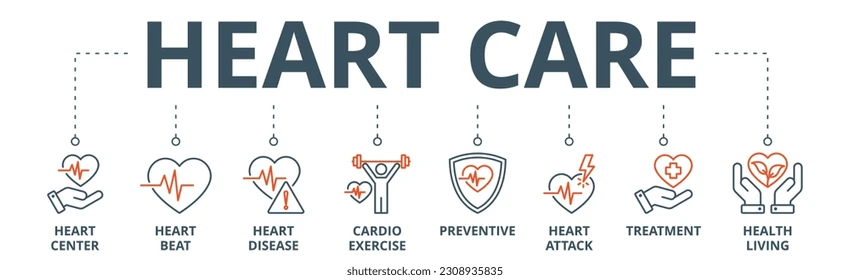 HEART CARE
HEART
CENTER
HEART
BEAT
HEART
DISEASE
CARDIO
EXERCISE
PREVENTIVE
HEART
ATTACK
TREATMENT
HEALTH
LIVING
shutterstock.com · 2308935835